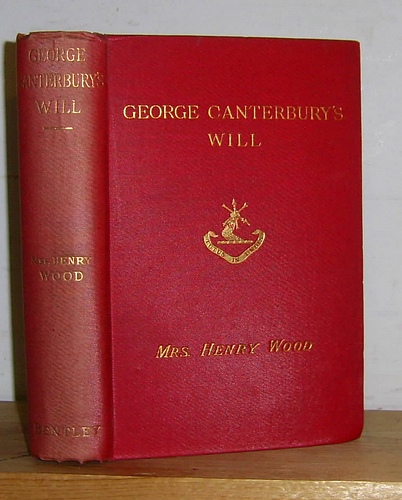 GEORGE
CANTERBURY'S
WILL
MRS. HENRY
WOOD
BENTLEY
GEORGE CANTERBURY'S
WILL
MRS. HENRY WOOD